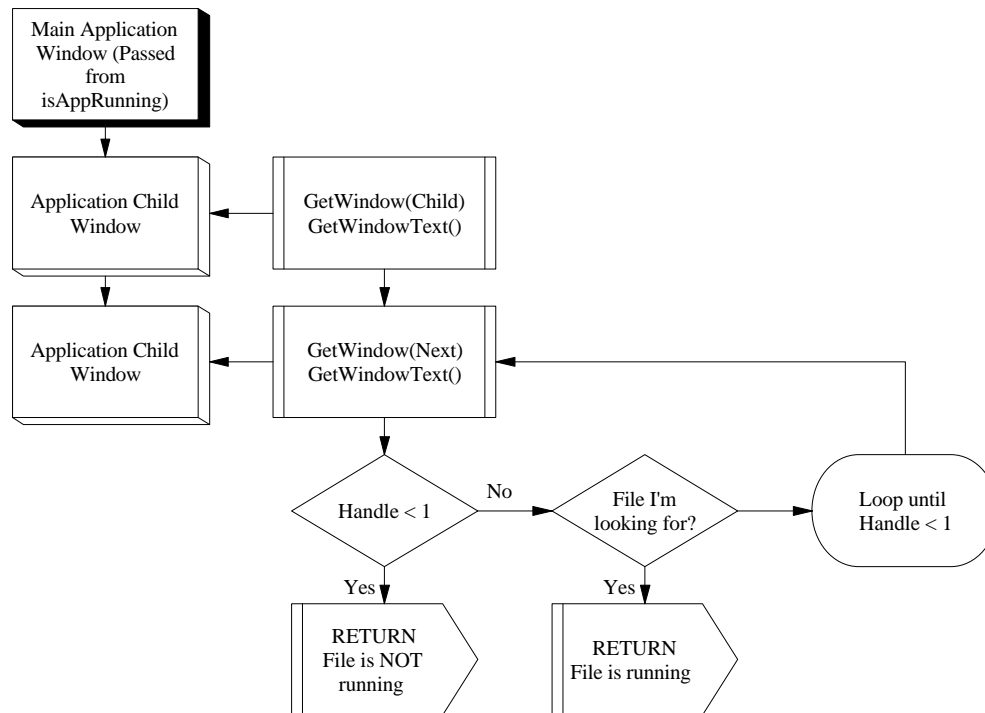 Main Application
Window (Passed
from
isAppRunning)
Application Child
Window
GetWindow(Child)
GetWindowText()
Application Child
Window
GetWindow(Next)
GetWindowText()
Handle < 1
No
File I'm
looking for?
Loop until
Handle < 1
Yes
Yes
RETURN
File is NOT
running
RETURN
File is running